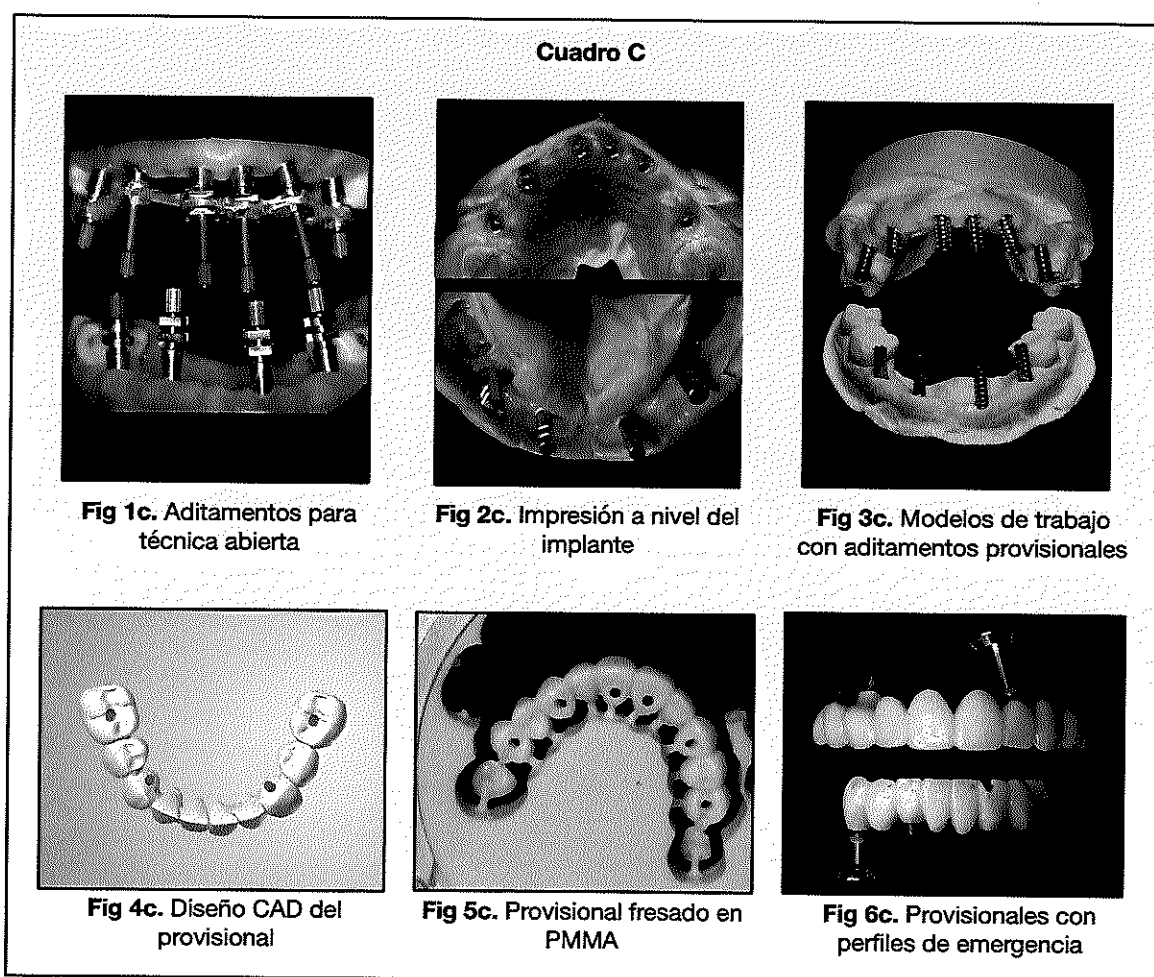 Cuadro C
Fig 1c. Aditamentos para
técnica abierta
Fig 2c. Impresión a nivel del
implante
Fig 3c. Modelos de trabajo
con aditamentos provisionales
Fig 4c. Diseño CAD del
provisional
Fig 5c. Provisional fresado en
PMMA
Fig 6c. Provisionales con
perfiles de emergencia